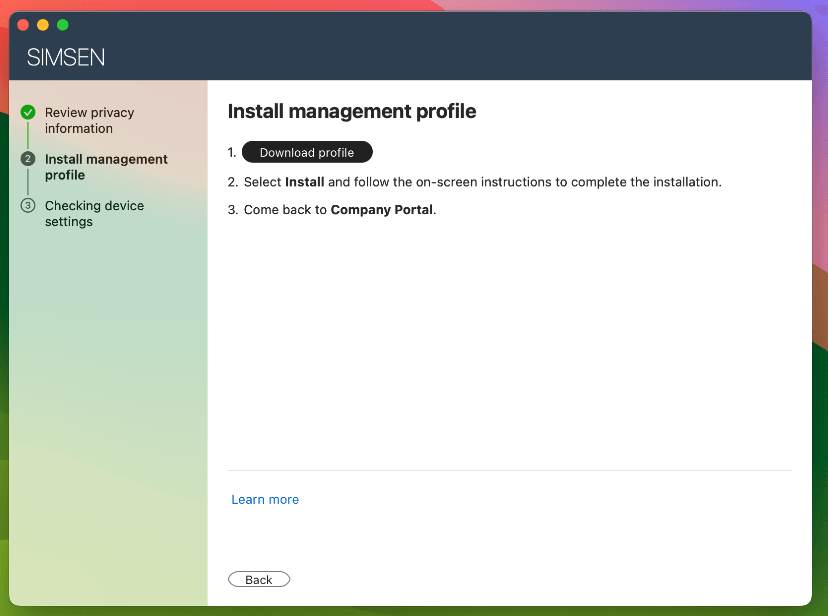 SIMSEN
Review privacy
information
2 Install management
profile
3 Checking device
settings
Install management profile
1. Download profile
2. Select Install and follow the on-screen instructions to complete the installation.
3. Come back to Company Portal.
Learn more
Back